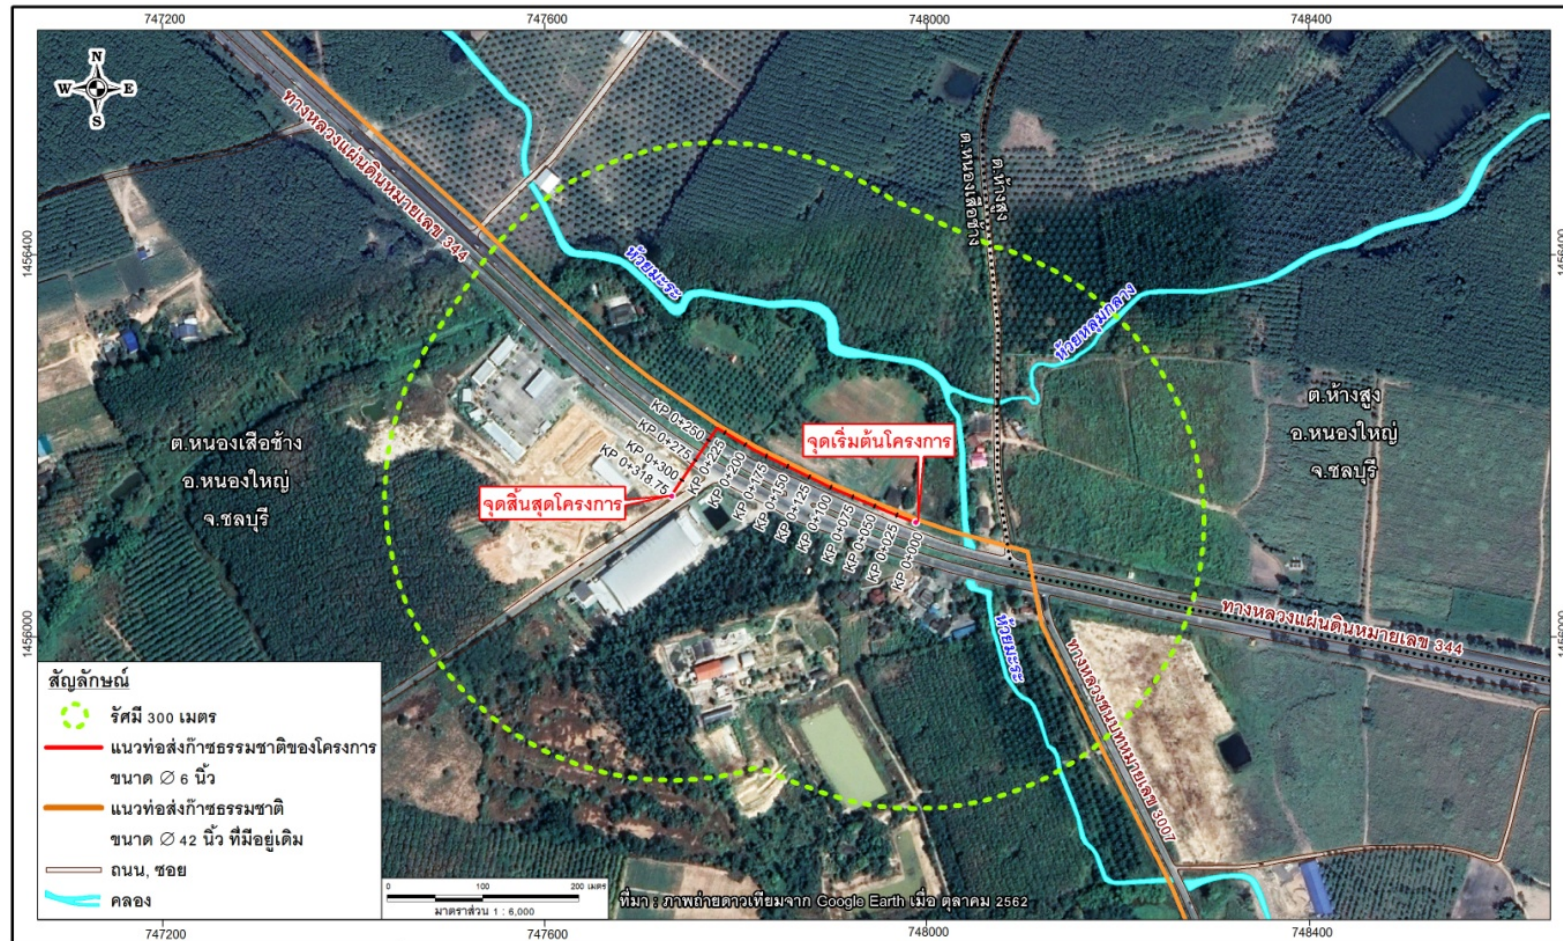 747200
747600
748000
748400
N
W
E
S
1456400
1456400
ทางหลวงแผ่นดินหมายเลข 344
ต.หนองเสือช้าง
ต.ห้างสูง
ห้วยมะระ
ห้วยหลุมกลาง
ต.หนองเสือช้าง
อ.หนองใหญ่
จ.ชลบุรี
ต.ห้างสูง
อ.หนองใหญ่
จ.ชลบุรี
จุดเริ่มต้นโครงการ
จุดสิ้นสุดโครงการ
KP 0+250
KP 0+275
KP 0+300
KP 0+318.75
KP 0+225
KP 0+200
KP 0+175
KP 0+150
KP 0+125
KP 0+100
KP 0+075
KP 0+050
KP 0+025
KP 0+000
1456000
1456000
ห้วยมะระ
ทางหลวงแผ่นดินหมายเลข 344
ทางหลวงชนบทหมายเลข 3007
สัญลักษณ์
รัศมี 300 เมตร
แนวท่อส่งก๊าซธรรมชาติของโครงการ
ขนาด ∅ 6 นิ้ว
แนวท่อส่งก๊าซธรรมชาติ
ขนาด ∅ 42 นิ้ว ที่มีอยู่เดิม
ถนน, ซอย
คลอง
0 100 200 เมตร
มาตราส่วน 1 : 6,000
ที่มา : ภาพถ่ายดาวเทียมจาก Google Earth เมื่อ ตุลาคม 2562
747200
747600
748000
748400